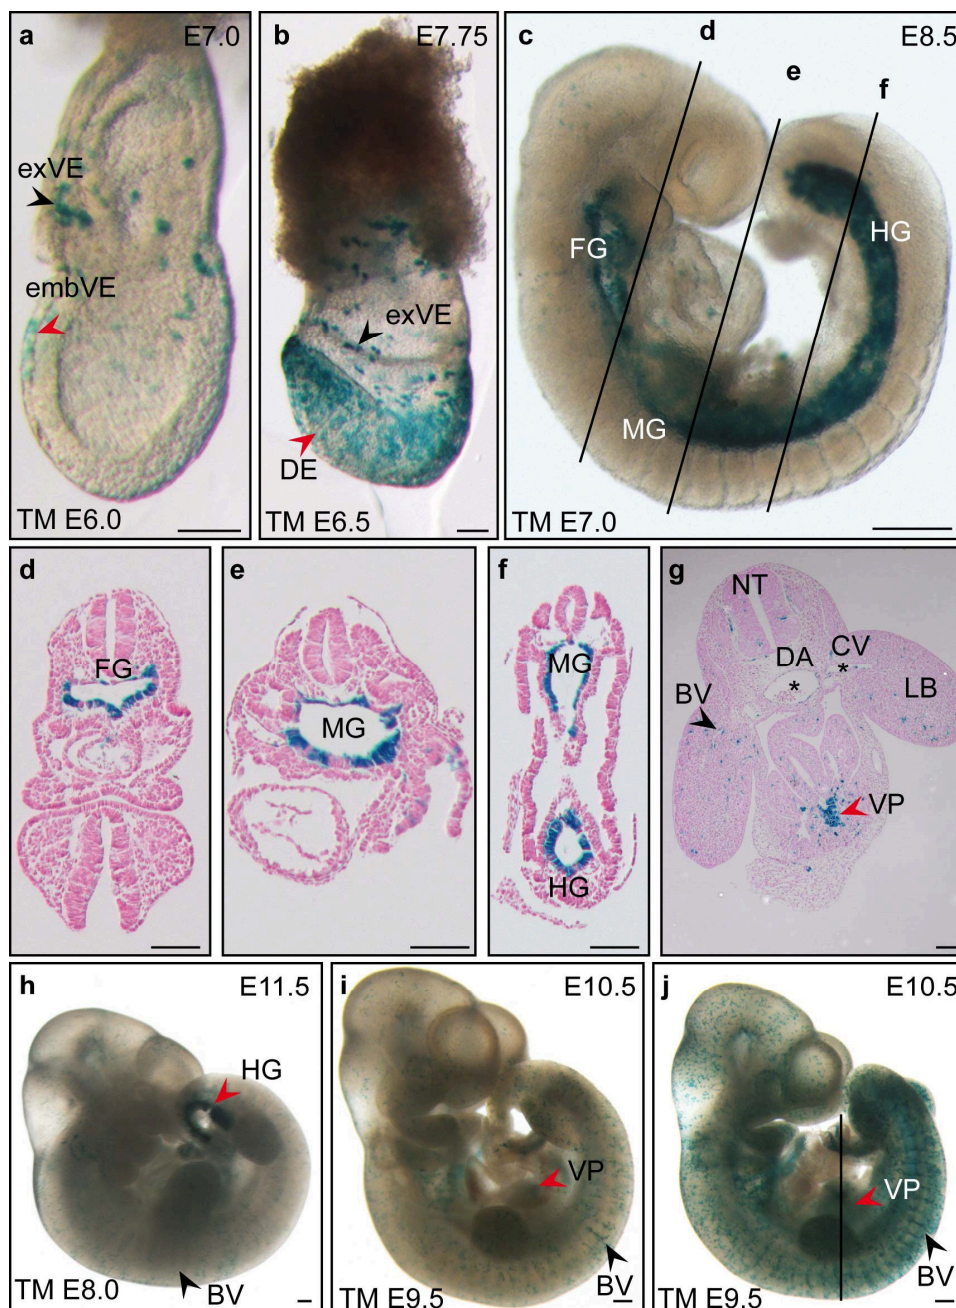 a
E7.0
exVE
embVE
TM E6.0
b
E7.75
exVE
DE
TM E6.5
c
d
e
f
E8.5
FG
HG
MG
TM E7.0
d
FG
e
MG
f
MG
HG
g
NT
DA
CV
*
*
BV
LB
VP
h
E11.5
HG
TM E8.0
BV
i
E10.5
VP
BV
TM E9.5
j
E10.5
VP
BV
TM E9.5